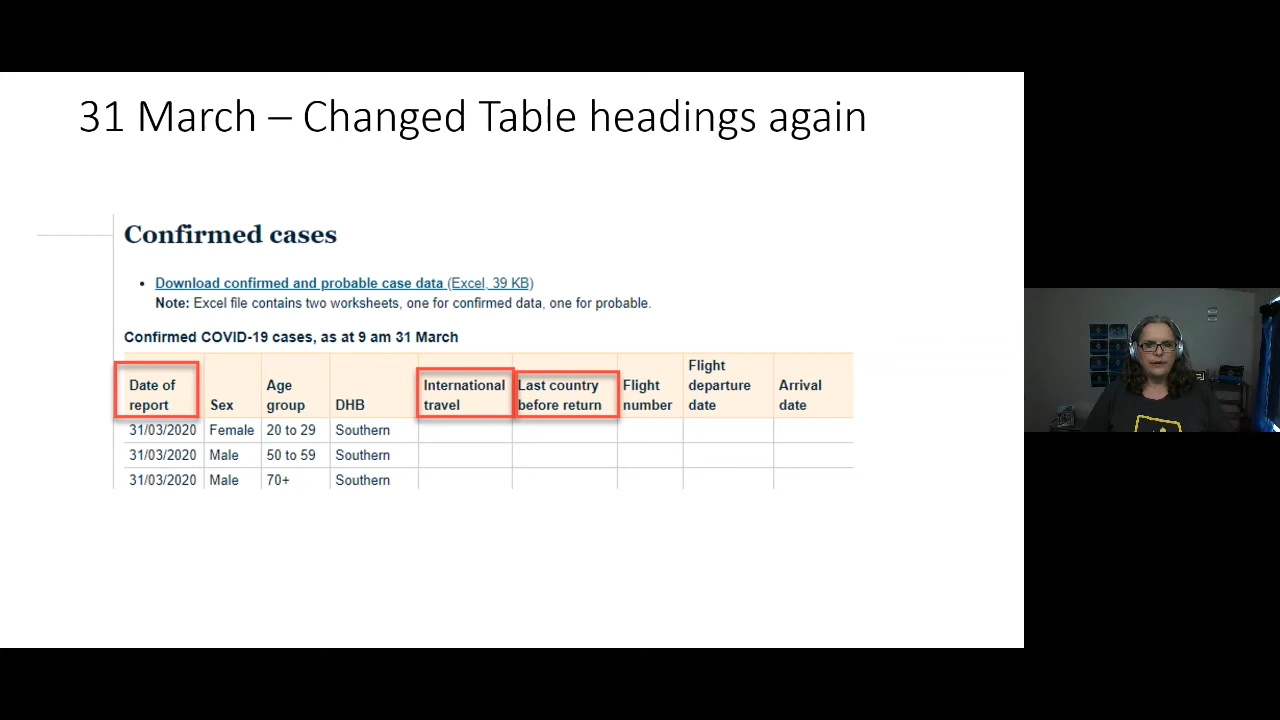 31 March – Changed Table headings again
Confirmed cases
• Download confirmed and probable case data (Excel, 39 KB)
Note: Excel file contains two worksheets, one for confirmed data, one for probable.
Confirmed COVID-19 cases, as at 9 am 31 March
Date of report Sex Age group DHB International travel Last country before return Flight number Flight departure date Arrival date
31/03/2020 Female 20 to 29 Southern
31/03/2020 Male 50 to 59 Southern
31/03/2020 Male 70+ Southern